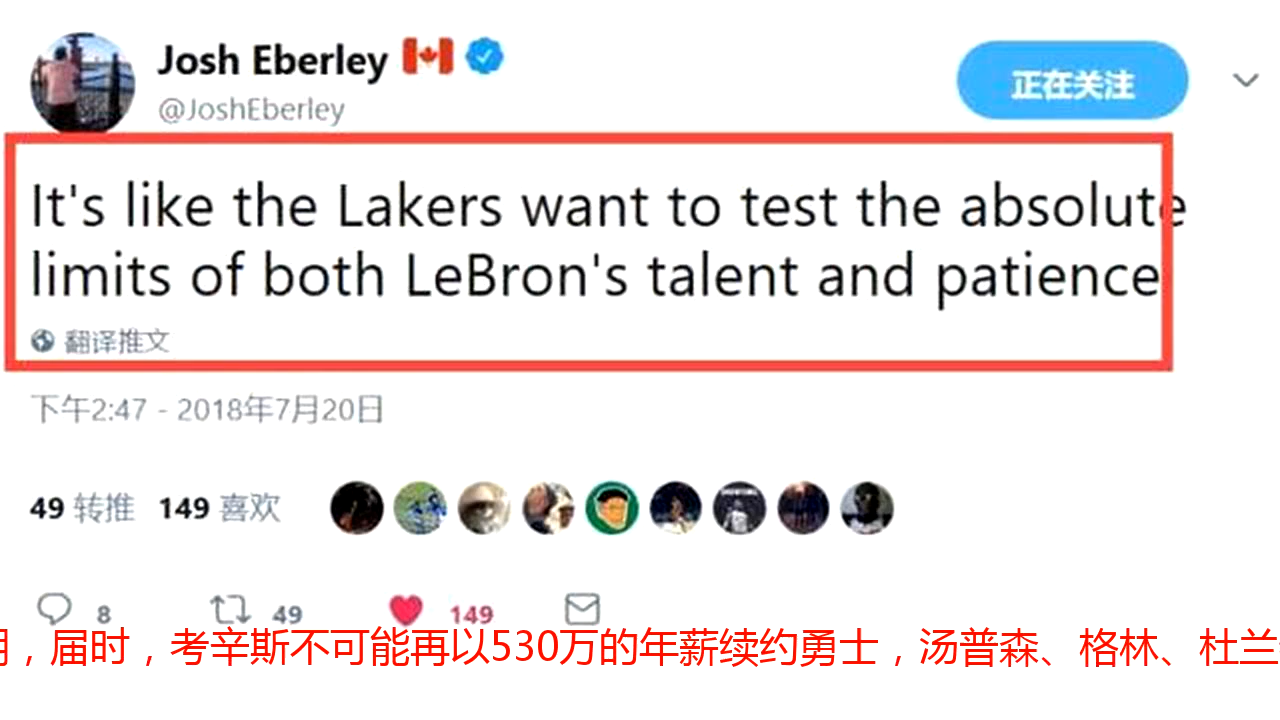 Josh Eberley
@JoshEberley
正在关注
It's like the Lakers want to test the absolute
limits of both LeBron's talent and patience
翻译推文
下午2:47 - 2018年7月20日
49 转推 149 喜欢
8 49 149
，届时，考辛斯不可能再以530万的年薪续约勇士，汤普森、格林、杜兰